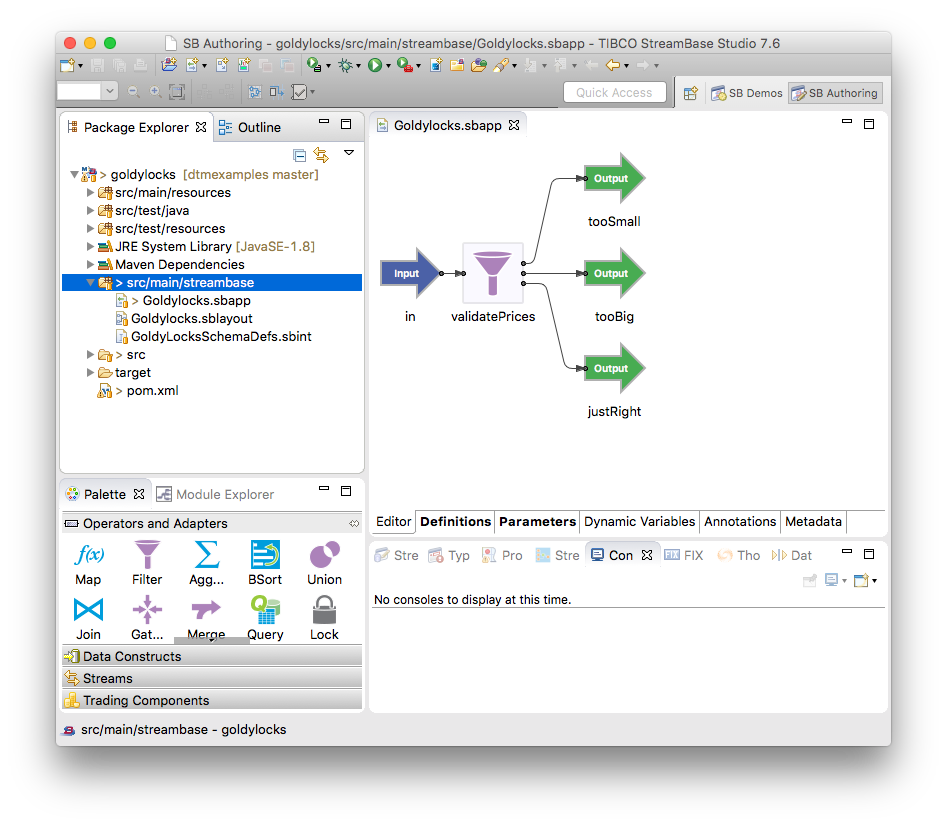 SB Authoring - goldylocks/src/main/streambase/Goldylocks.sbapp - TIBCO StreamBase Studio 7.6
Quick Access
SB Demos
SB Authoring
Package Explorer
Outline
> goldylocks [dtmexamples master]
src/main/resources
src/test/java
src/test/resources
JRE System Library [JavaSE-1.8]
Maven Dependencies
> src/main/streambase
> Goldylocks.sbapp
Goldylocks.sblayout
GoldyLocksSchemaDefs.sbint
> src
target
> pom.xml
Goldylocks.sbapp
Output
tooSmall
Input
in
validatePrices
Output
tooBig
Output
justRight
Editor Definitions Parameters Dynamic Variables Annotations Metadata
Palette
Module Explorer
Operators and Adapters
f(x)
Map Filter Agg... BSort Union
Q
Join Gat... Merge Query Lock
Data Constructs
Streams
Trading Components
Stre Typ Pro Stre Con FIX FIX Tho Dat
No consoles to display at this time.
src/main/streambase - goldylocks